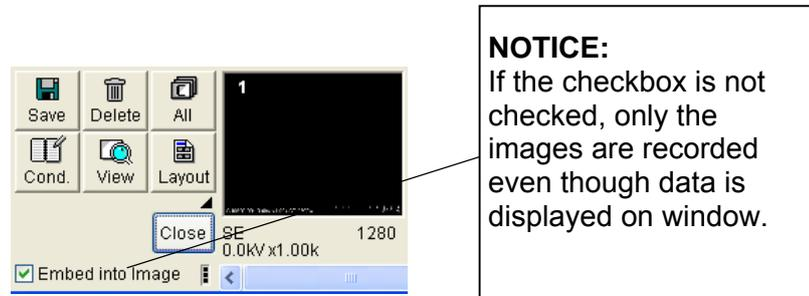 NOTICE:
If the checkbox is not
checked, only the
images are recorded
even though data is
displayed on window.
Save Delete All
Cond. View Layout
Close
Embed into Image
1
SE 1280
0.0kV x1.00k